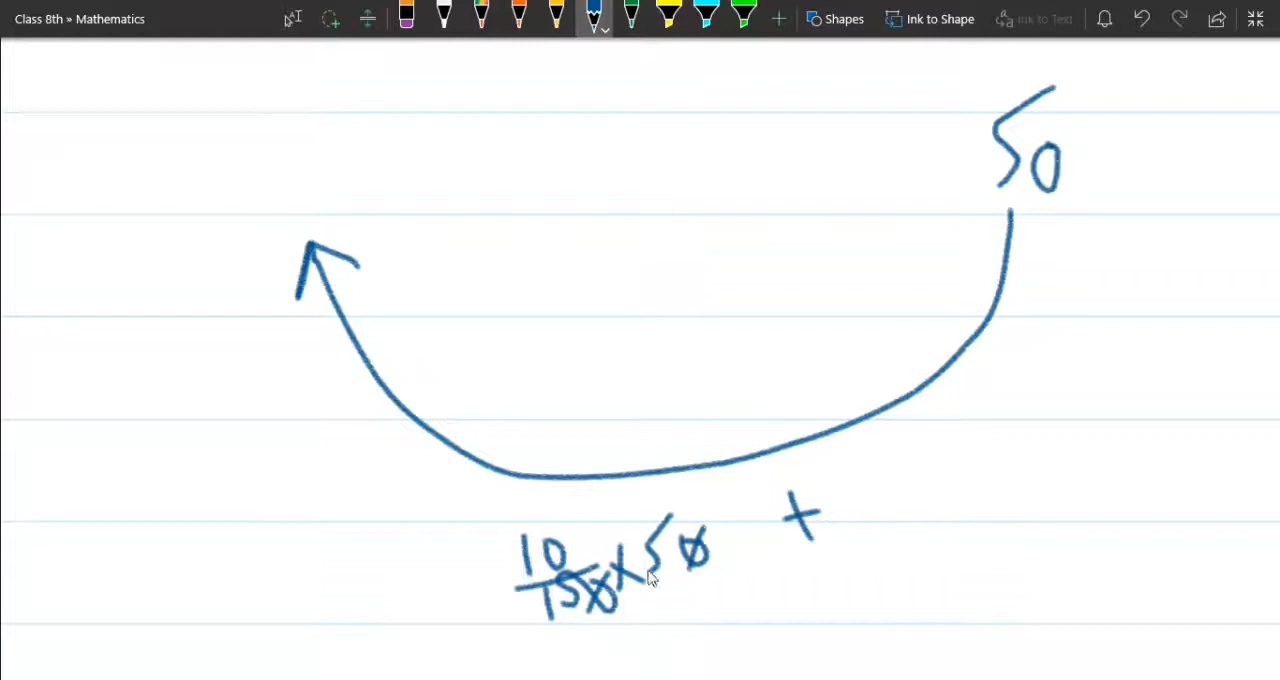 Class 8th » Mathematics
Shapes
Ink to Shape
Ink to Text
50
+
10
150 x 50